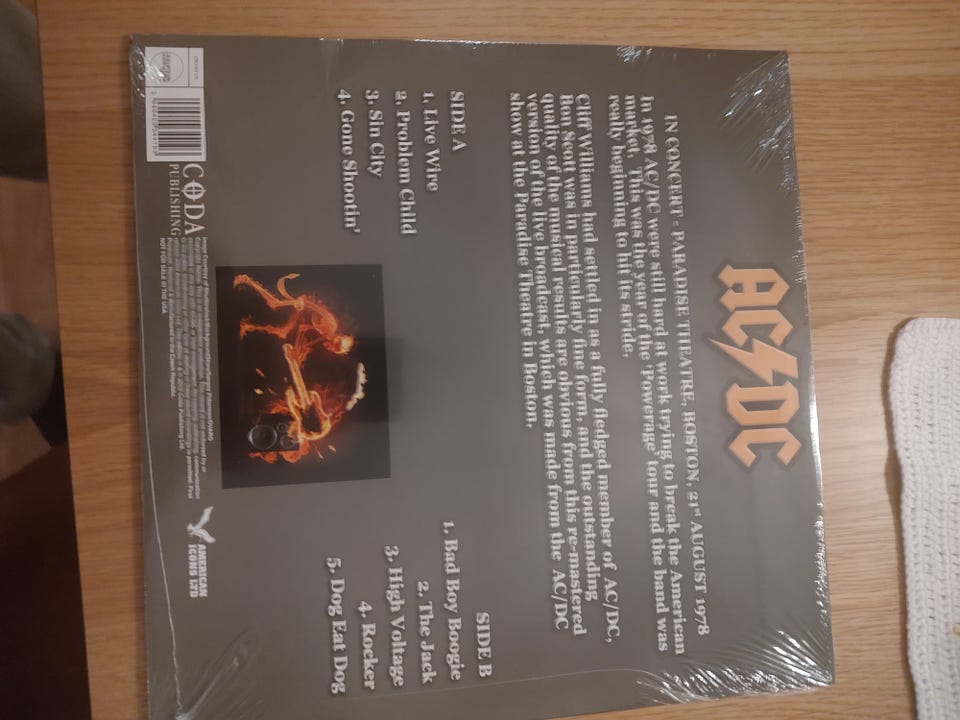 AC/DC
IN CONCERT - PARADISE THEATRE, BOSTON, 21st AUGUST 1978
In 1978 AC/DC were still hard at work trying to break the American
market. This was the year of the 'Powerage' tour and the band was
really beginning to hit its stride.
Cliff Williams had settled in as a fully fledged member of AC/DC,
Bon Scott was in particularly fine form, and the outstanding
quality of the musical results are obvious from this re-mastered
version of the live broadcast, which was made from the AC/DC
show at the Paradise Theatre in Boston.
SIDE A
1. Live Wire
2. Problem Child
3. Sin City
4. Gone Shootin'
SIDE B
1. Bad Boy Boogie
2. The Jack
3. High Voltage
4. Rocker
5. Dog Eat Dog
CODA
PUBLISHING
NOT FOR SALE IN THE USA.
AMERICAN
ICONS LTD